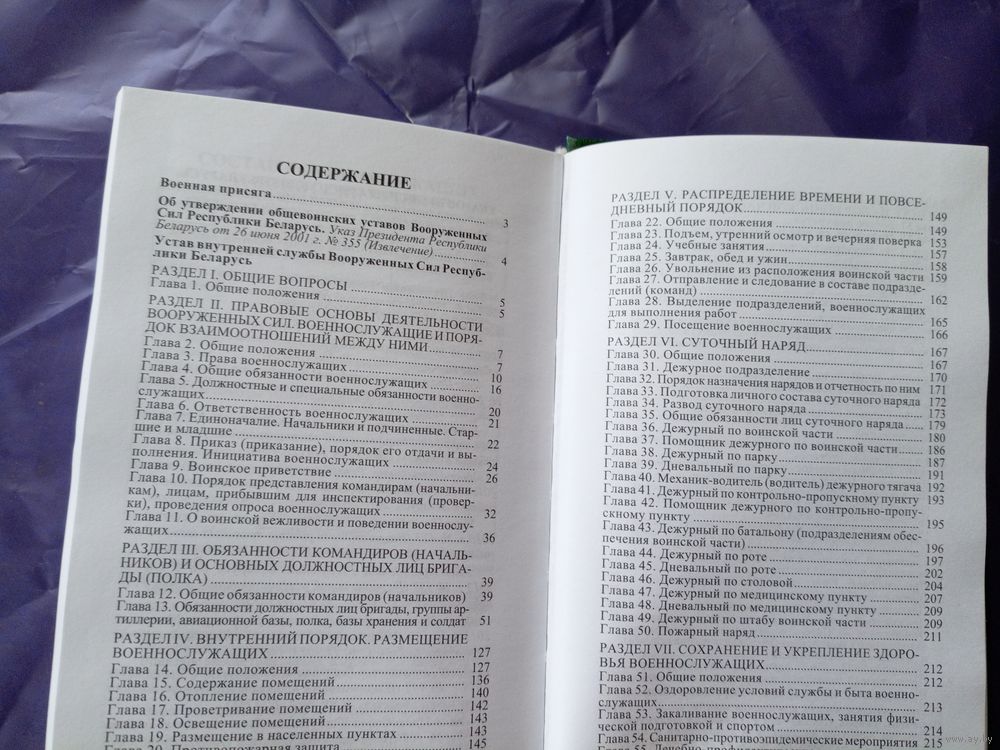 СОДЕРЖАНИЕ
Военная присяга 3
Об утверждении общевоинских уставов Вооруженных
Сил Республики Беларусь. Указ Президента Республики
Беларусь от 26 июня 2001 г. № 355 (Извлечение) 4
Устав внутренней службы Вооруженных Сил Респуб-
лики Беларусь
РАЗДЕЛ I. ОБЩИЕ ВОПРОСЫ 5
Глава 1. Общие положения 5
РАЗДЕЛ II. ПРАВОВЫЕ ОСНОВЫ ДЕЯТЕЛЬНОСТИ
ВООРУЖЕННЫХ СИЛ. ВОЕННОСЛУЖАЩИЕ И ПОРЯ-
ДОК ВЗАИМООТНОШЕНИЙ МЕЖДУ НИМИ 7
Глава 2. Общие положения 7
Глава 3. Права военнослужащих 10
Глава 4. Общие обязанности военнослужащих 16
Глава 5. Должностные и специальные обязанности воено-
служащих 20
Глава 6. Ответственность военнослужащих 21
Глава 7. Единоначалие. Начальники и подчиненные. Стар-
шие и младшие 22
Глава 8. Приказ (приказание), порядок его отдачи и вы-
полнения. Инициатива военнослужащих 24
Глава 9. Воинское приветствие 26
Глава 10. Порядок представления командирам (начальни-
кам), лицам, прибывшим для инспектирования (провер-
ки), проведения опроса военнослужащих 32
Глава 11. О воинской вежливости и поведении военнослу-
жащих 36
РАЗДЕЛ III. ОБЯЗАННОСТИ КОМАНДИРОВ (НАЧАЛЬ-
НИКОВ) И ОСНОВНЫХ ДОЛЖНОСТНЫХ ЛИЦ БРИГА-
ДЫ (ПОЛКА) 39
Глава 12. Общие обязанности командиров (начальников) 39
Глава 13. Обязанности должностных лиц бригады, группы ар-
тиллерии, авиационной базы, полка, базы хранения и солдат 51
РАЗДЕЛ IV. ВНУТРЕННИЙ ПОРЯДОК. РАЗМЕЩЕНИЕ
ВОЕННОСЛУЖАЩИХ 127
Глава 14. Общие положения 127
Глава 15. Содержание помещений 136
Глава 16. Отопление помещений 140
Глава 17. Проветривание помещений 142
Глава 18. Освещение помещений 143
Глава 19. Размещение в населенных пунктах 143
Глава 20. Противопожарная защита 145
РАЗДЕЛ V. РАСПРЕДЕЛЕНИЕ ВРЕМЕНИ И ПОВСЕ-
ДНЕВНЫЙ ПОРЯДОК 149
Глава 22. Общие положения 149
Глава 23. Подъем, утренний осмотр и вечерняя поверка 153
Глава 24. Учебные занятия 157
Глава 25. Завтрак, обед и ужин 158
Глава 26. Увольнение из расположения воинской части 159
Глава 27. Отправление и следование в составе подразде-
лений (команд) 162
Глава 28. Выделение подразделений, военнослужащих
для выполнения работ 165
Глава 29. Посещение военнослужащих 166
РАЗДЕЛ VI. СУТОЧНЫЙ НАРЯД 167
Глава 30. Общие положения 167
Глава 31. Дежурное подразделение 170
Глава 32. Порядок назначения нарядов и отчетность по ним 171
Глава 33. Подготовка личного состава суточного наряда 172
Глава 34. Развод суточного наряда 173
Глава 35. Общие обязанности лиц суточного наряда 179
Глава 36. Дежурный по воинской части 180
Глава 37. Помощник дежурного по воинской части 186
Глава 38. Дежурный по парку 187
Глава 39. Дневальный по парку 191
Глава 40. Механик-водитель (водитель) дежурного тягача 192
Глава 41. Дежурный по контрольно-пропускному пункту 193
Глава 42. Помощник дежурного по контрольно-пропу-
скному пункту 195
Глава 43. Дежурный по батальону (подразделениям обес-
печения воинской части) 196
Глава 44. Дежурный по роте 197
Глава 45. Дневальный по роте 202
Глава 46. Дежурный по столовой 204
Глава 47. Дежурный по медицинскому пункту 207
Глава 48. Дневальный по медицинскому пункту 209
Глава 49. Дежурный по штабу воинской части 209
Глава 50. Пожарный наряд 211
РАЗДЕЛ VII. СОХРАНЕНИЕ И УКРЕПЛЕНИЕ ЗДОРО-
ВЬЯ ВОЕННОСЛУЖАЩИХ 212
Глава 51. Общие положения 212
Глава 52. Оздоровление условий службы и быта военно-
служащих 213
Глава 53. Закаливание военнослужащих, занятия физи-
ческой подготовкой и спортом 214
Глава 54. Санитарно-противоэпидемические мероприятия 215
Глава 55.
www.ay.by